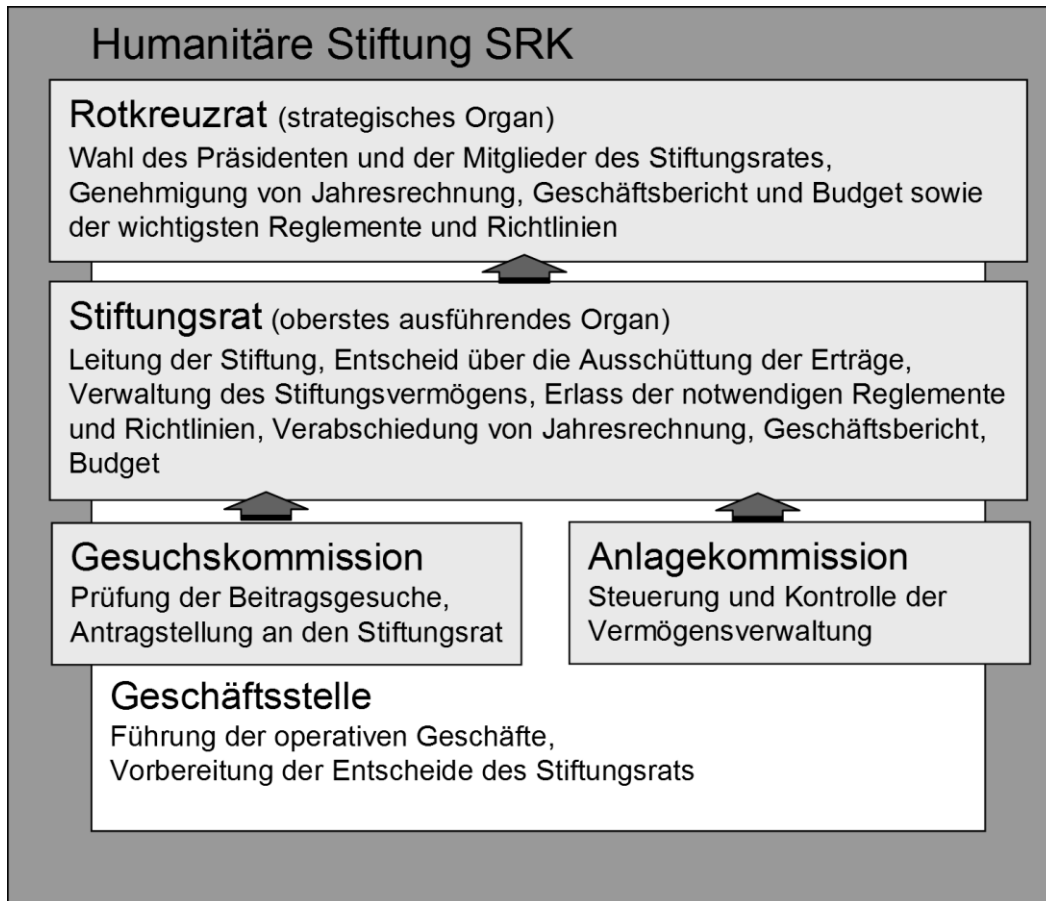 Humanitäre Stiftung SRK
Rotkreuzrat (strategisches Organ)
Wahl des Präsidenten und der Mitglieder des Stiftungsrates,
Genehmigung von Jahresrechnung, Geschäftsbericht und Budget sowie
der wichtigsten Reglemente und Richtlinien
Stiftungsrat (oberstes ausführendes Organ)
Leitung der Stiftung, Entscheid über die Ausschüttung der Erträge,
Verwaltung des Stiftungsvermögens, Erlass der notwendigen Reglemente
und Richtlinien, Verabschiedung von Jahresrechnung, Geschäftsbericht,
Budget
Gesuchskommission
Prüfung der Beitragsgesuche,
Antragstellung an den Stiftungsrat
Anlagekommission
Steuerung und Kontrolle der
Vermögensverwaltung
Geschäftsstelle
Führung der operativen Geschäfte,
Vorbereitung der Entscheide des Stiftungsrats